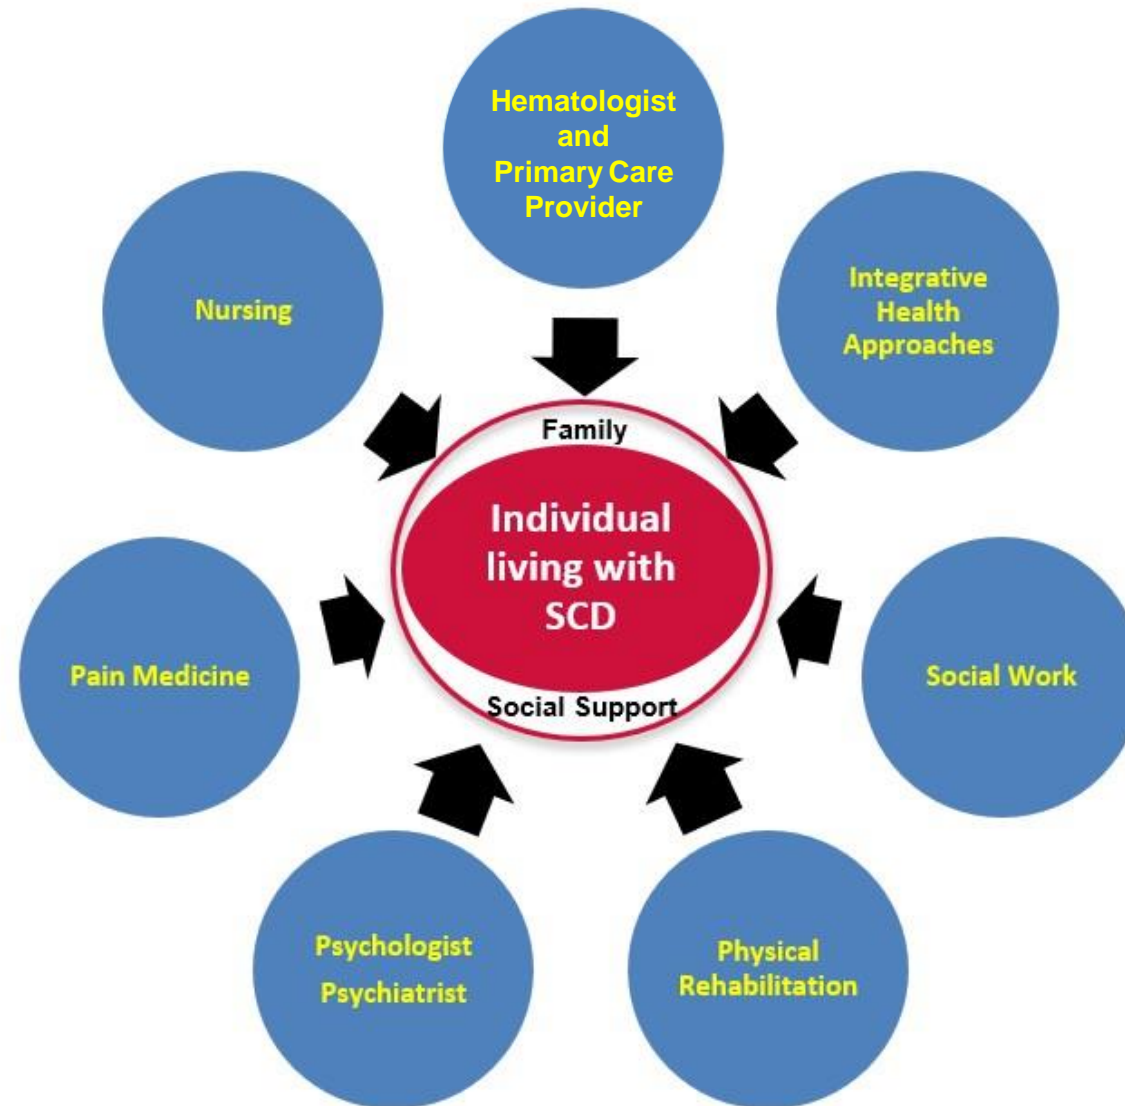 Hematologist
and
Primary Care
Provider
Nursing
Integrative
Health
Approaches
Family
Individual
living with
SCD
Social Support
Pain Medicine
Social Work
Psychologist
Psychiatrist
Physical
Rehabilitation